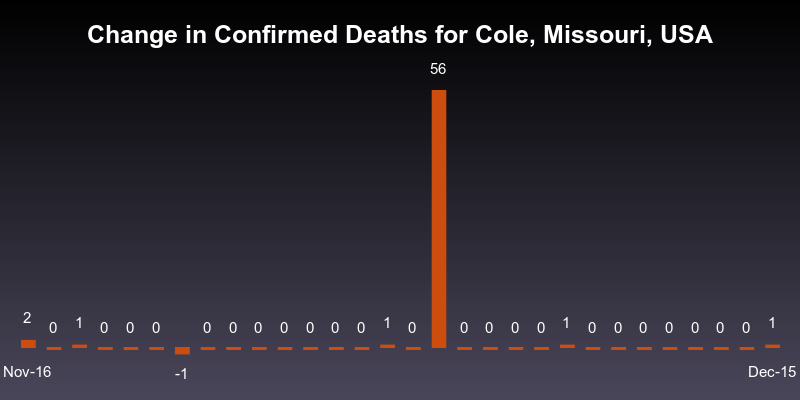 Change in Confirmed Deaths for Cole, Missouri, USA
56
2 0 1 0 0 0 0 0 0 0 0 0 0 1 0 0 0 0 0 1 0 0 0 0 0 0 0 1
Nov-16 -1 Dec-15